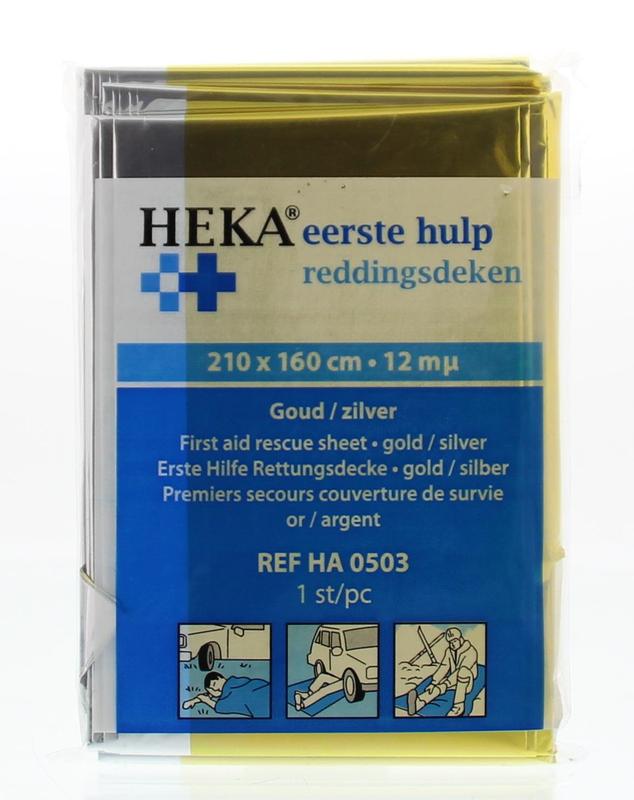 HEKA® eerste hulp
reddingsdeken
210 x 160 cm • 12 mµ
Goud / zilver
First aid rescue sheet • gold / silver
Erste Hilfe Rettungsdecke • gold / silber
Premiers secours couverture de survie
or / argent
REF HA 0503
1 st/pc